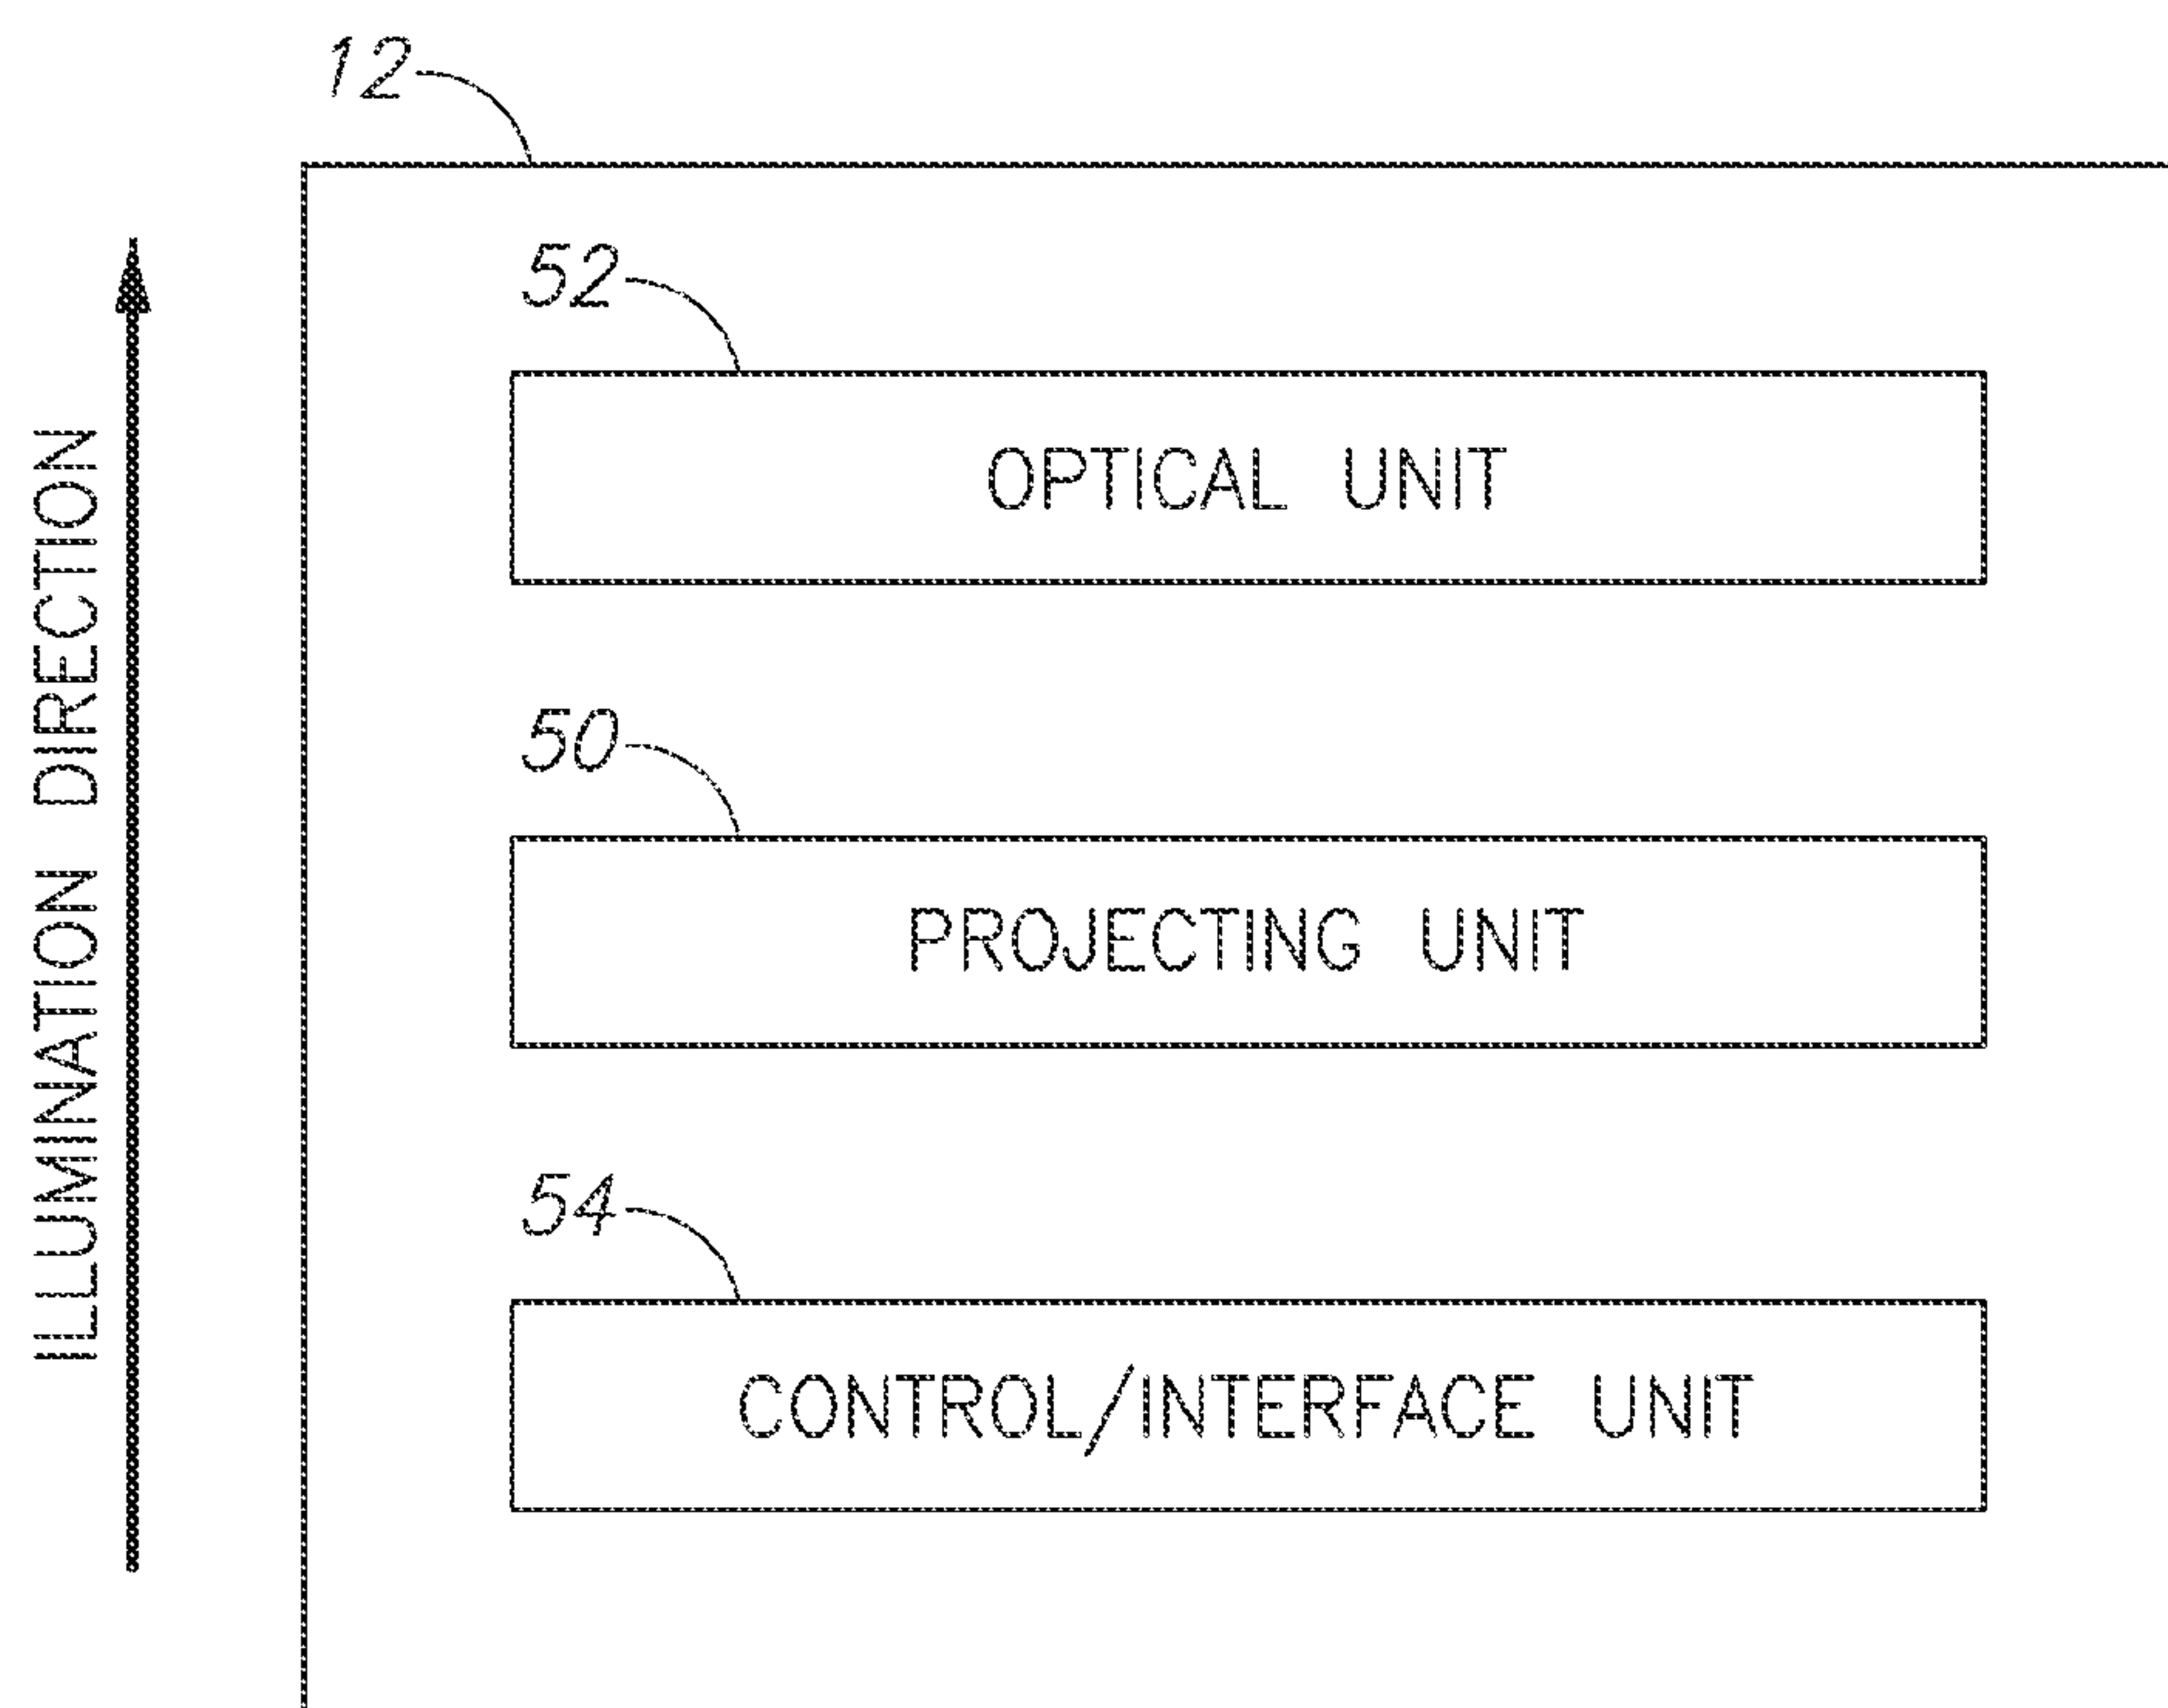 12
52
OPTICAL UNIT
50
PROJECTING UNIT
54
CONTROL/INTERFACE UNIT
ILLUMINATION DIRECTION